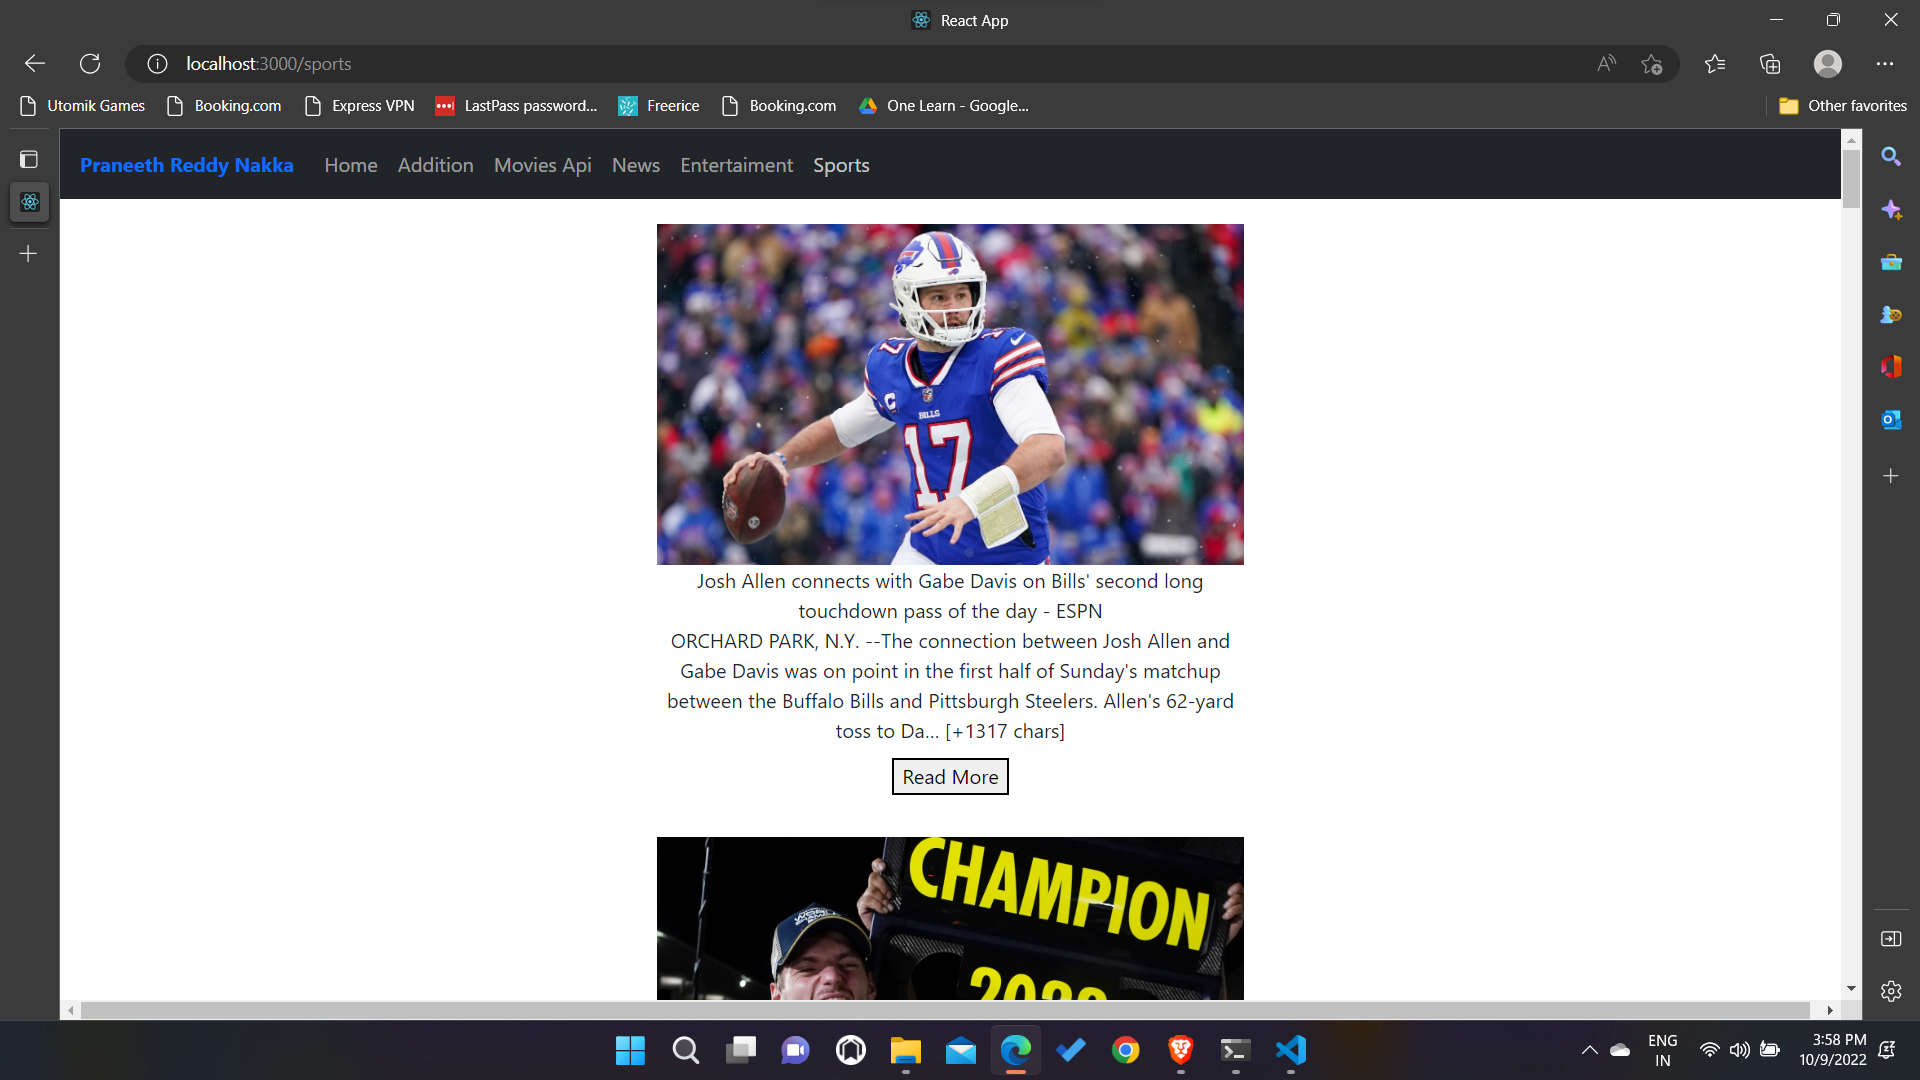 React App
localhost:3000/sports
Utomik Games
Booking.com
Express VPN
LastPass password...
Freerice
Booking.com
One Learn - Google...
Other favorites
Praneeth Reddy Nakka
Home
Addition
Movies Api
News
Entertaiment
Sports
17
BILLS
C
17
Josh Allen connects with Gabe Davis on Bills' second long
touchdown pass of the day - ESPN
ORCHARD PARK, N.Y. --The connection between Josh Allen and
Gabe Davis was on point in the first half of Sunday's matchup
between the Buffalo Bills and Pittsburgh Steelers. Allen's 62-yard
toss to Da... [+1317 chars]
Read More
CHAMPION
WORLD
ENG
IN
3:58 PM
10/9/2022